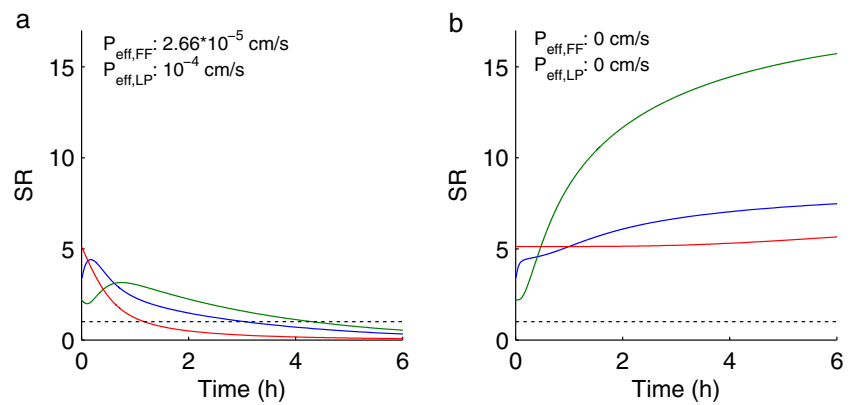 a
P_eff,FF: 2.66*10^−5 cm/s
P_eff,LP: 10^−4 cm/s
15
10
5
0
SR
0 2 4 6
Time (h)
b
P_eff,FF: 0 cm/s
P_eff,LP: 0 cm/s
15
10
5
0
SR
0 2 4 6
Time (h)